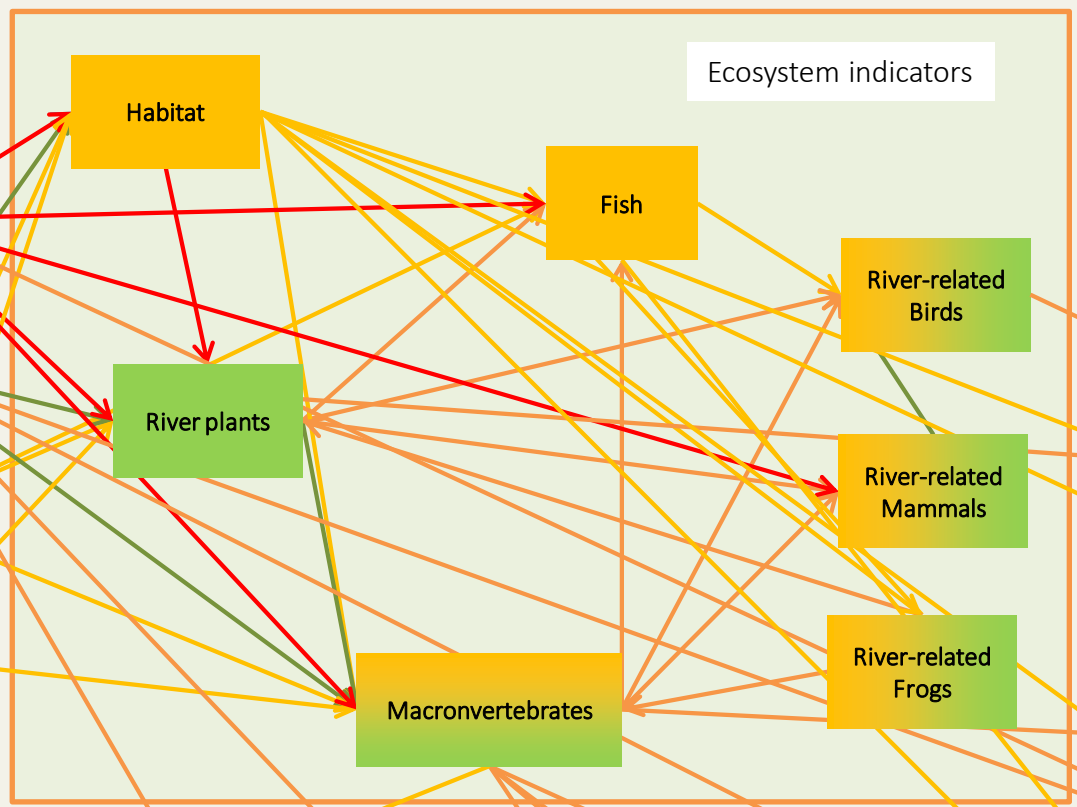 Ecosystem indicators
Habitat
Fish
River-related
Birds
River plants
River-related
Mammals
River-related
Frogs
Macronvertebrates